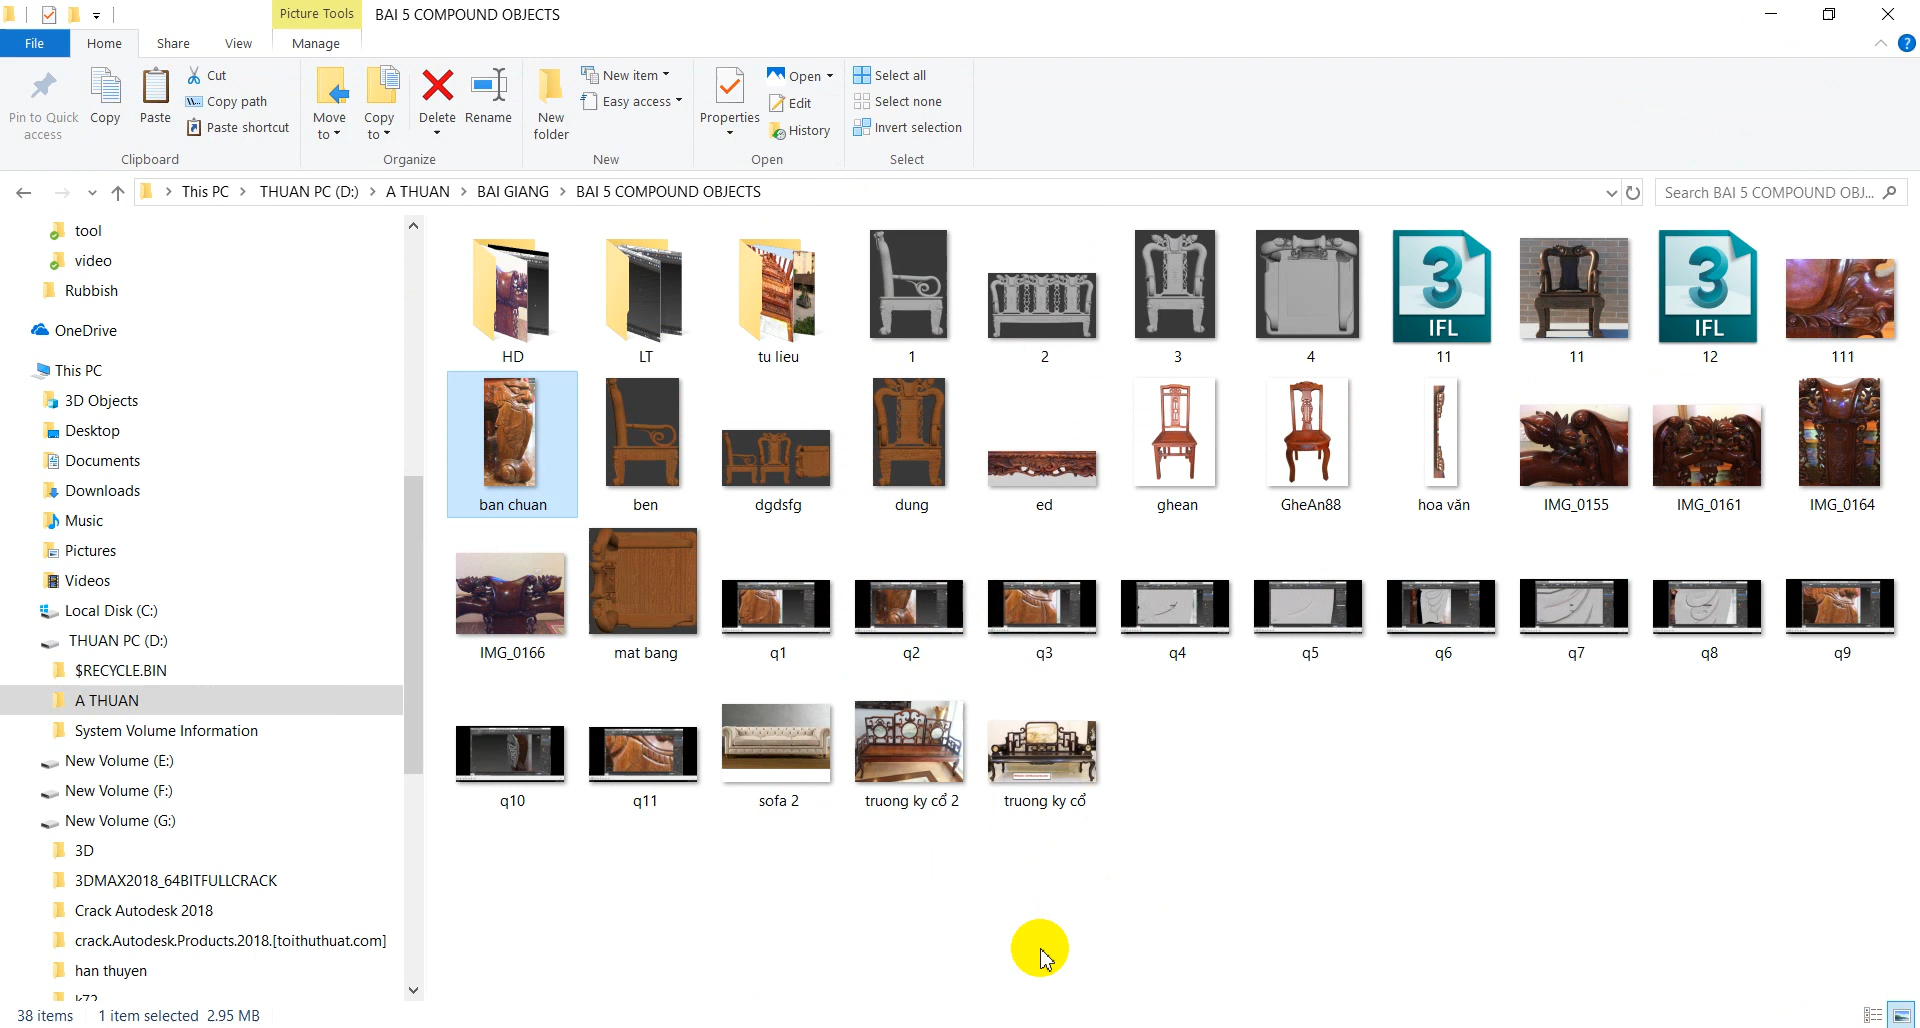 Picture Tools
BAI 5 COMPOUND OBJECTS
File
Home
Share
View
Manage
Pin to Quick access
Copy
Paste
Cut
Copy path
Paste shortcut
Clipboard
Move to
Copy to
Delete
Rename
Organize
New folder
New item
Easy access
New
Properties
Open
Edit
History
Open
Select all
Select none
Invert selection
Select
This PC > THUAN PC (D:) > A THUAN > BAI GIANG > BAI 5 COMPOUND OBJECTS
Search BAI 5 COMPOUND OBJ...
tool
video
Rubbish
OneDrive
This PC
3D Objects
Desktop
Documents
Downloads
Music
Pictures
Videos
Local Disk (C:)
THUAN PC (D:)
$RECYCLE.BIN
A THUAN
System Volume Information
New Volume (E:)
New Volume (F:)
New Volume (G:)
3D
3DMAX2018_64BITFULLCRACK
Crack Autodesk 2018
crack.Autodesk.Products.2018.[toithuthuat.com]
han thuyen
k72
3 IFL
3 IFL
HD
LT
tu lieu
1
2
3
4
11
11
12
111
ban chuan
ben
dgdsfg
dung
ed
ghean
GheAn88
hoa văn
IMG_0155
IMG_0161
IMG_0164
IMG_0166
mat bang
q1
q2
q3
q4
q5
q6
q7
q8
q9
q10
q11
sofa 2
truong ky cổ 2
truong ky cổ
38 items
1 item selected 2.95 MB